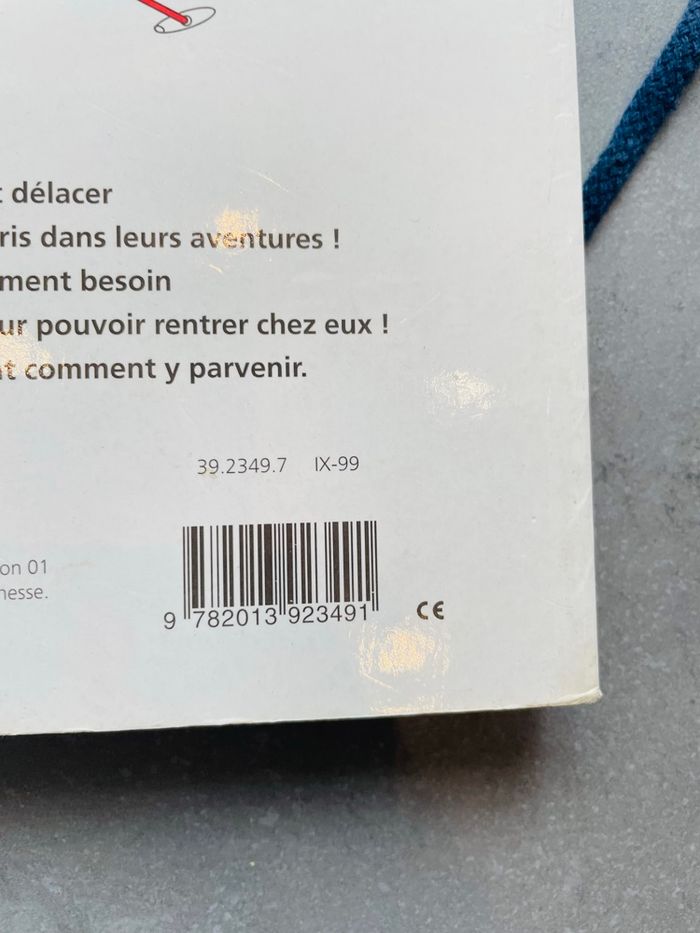 t délacer
ris dans leurs aventures !
ment besoin
ur pouvoir rentrer chez eux !
t comment y parvenir.
39.2349.7 IX-99
on 01
nesse.
9 782013 923491
CE